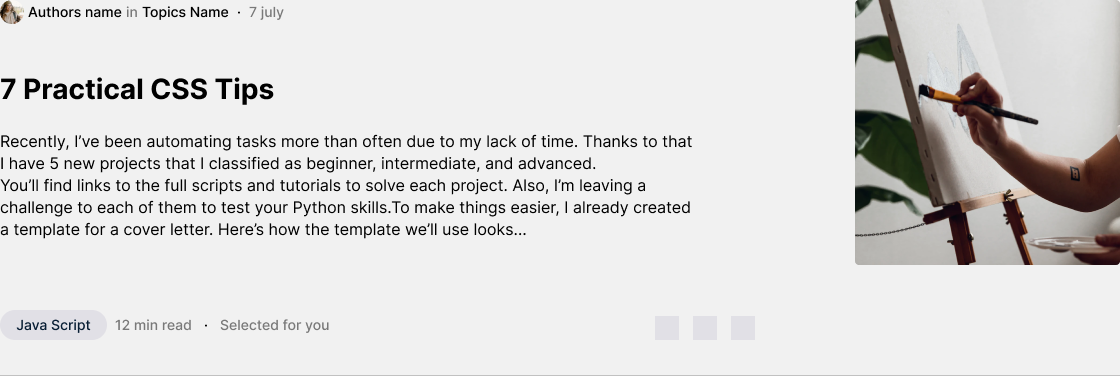 Authors name in Topics Name · 7 july
7 Practical CSS Tips
Recently, I’ve been automating tasks more than often due to my lack of time. Thanks to that
I have 5 new projects that I classified as beginner, intermediate, and advanced.
You’ll find links to the full scripts and tutorials to solve each project. Also, I’m leaving a
challenge to each of them to test your Python skills.To make things easier, I already created
a template for a cover letter. Here’s how the template we’ll use looks...
Java Script 12 min read · Selected for you